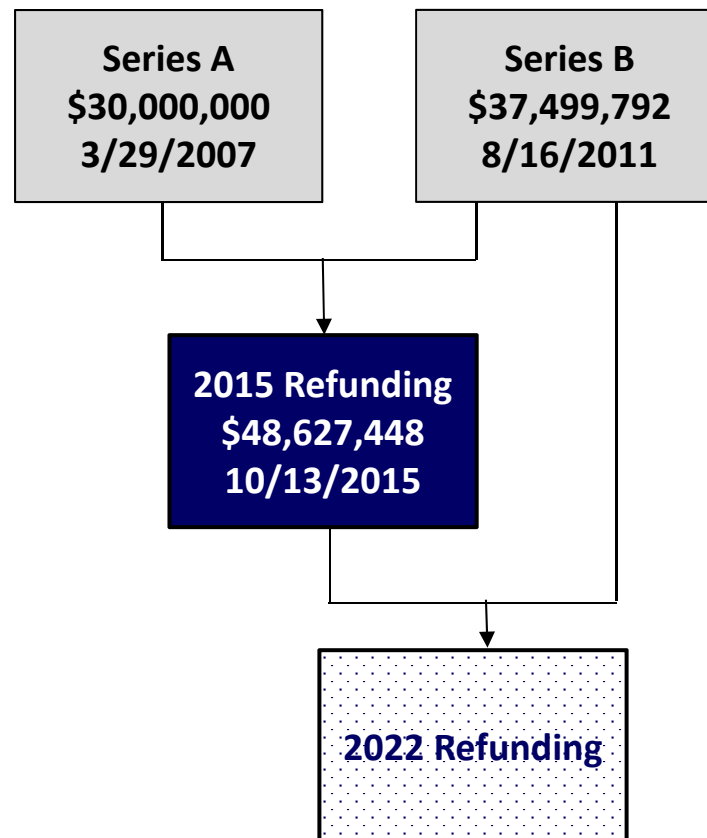 Series A
$30,000,000
3/29/2007
Series B
$37,499,792
8/16/2011
2015 Refunding
$48,627,448
10/13/2015
2022 Refunding